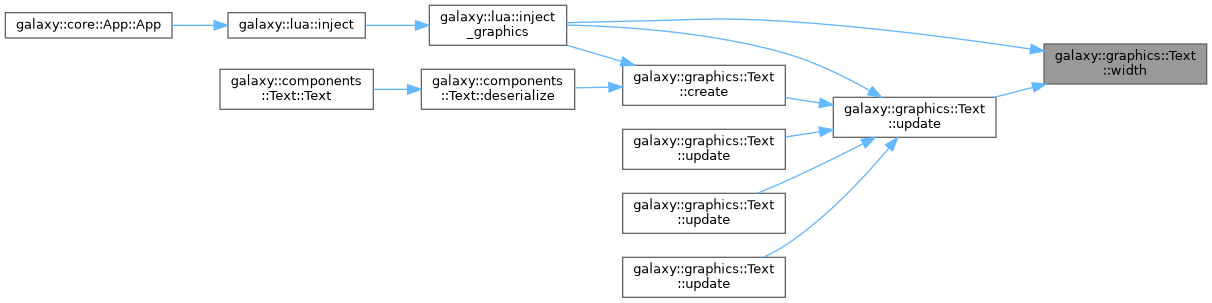 galaxy::core::App::App
galaxy::lua::inject
galaxy::lua::inject
_graphics
galaxy::components
::Text::Text
galaxy::components
::Text::deserialize
galaxy::graphics::Text
::create
galaxy::graphics::Text
::update
galaxy::graphics::Text
::update
galaxy::graphics::Text
::update
galaxy::graphics::Text
::update
galaxy::graphics::Text
::width